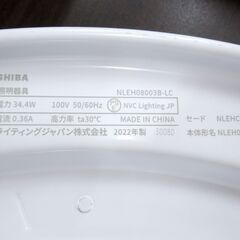 SHIBA
照明器具 NLEH08003B-LC
電力 34.4W 100V 50/60Hz NVC Lighting JP
電流 0.36A 高力率 ta30℃ MADE IN CHINA セード NLEHC
ライティングジャパン株式会社 2022年製 30080 本体形名 NLEH0